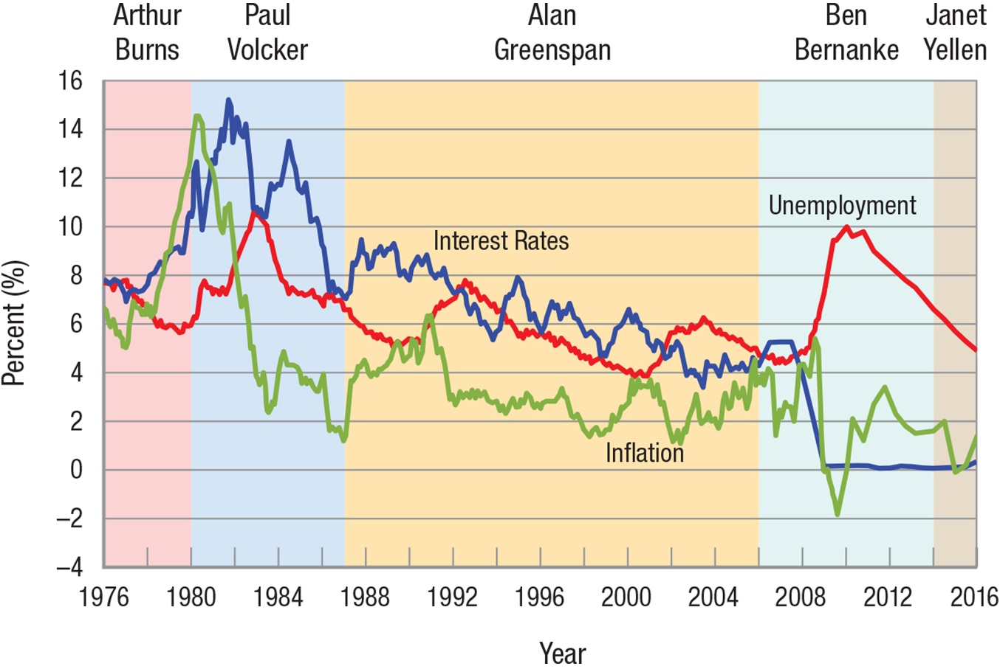 Arthur Burns
Paul Volcker
Alan Greenspan
Ben Bernanke
Janet Yellen
Percent (%)
16
14
12
10
8
6
4
2
0
−2
−4
Unemployment
Interest Rates
Inflation
1976 1980 1984 1988 1992 1996 2000 2004 2008 2012 2016
Year